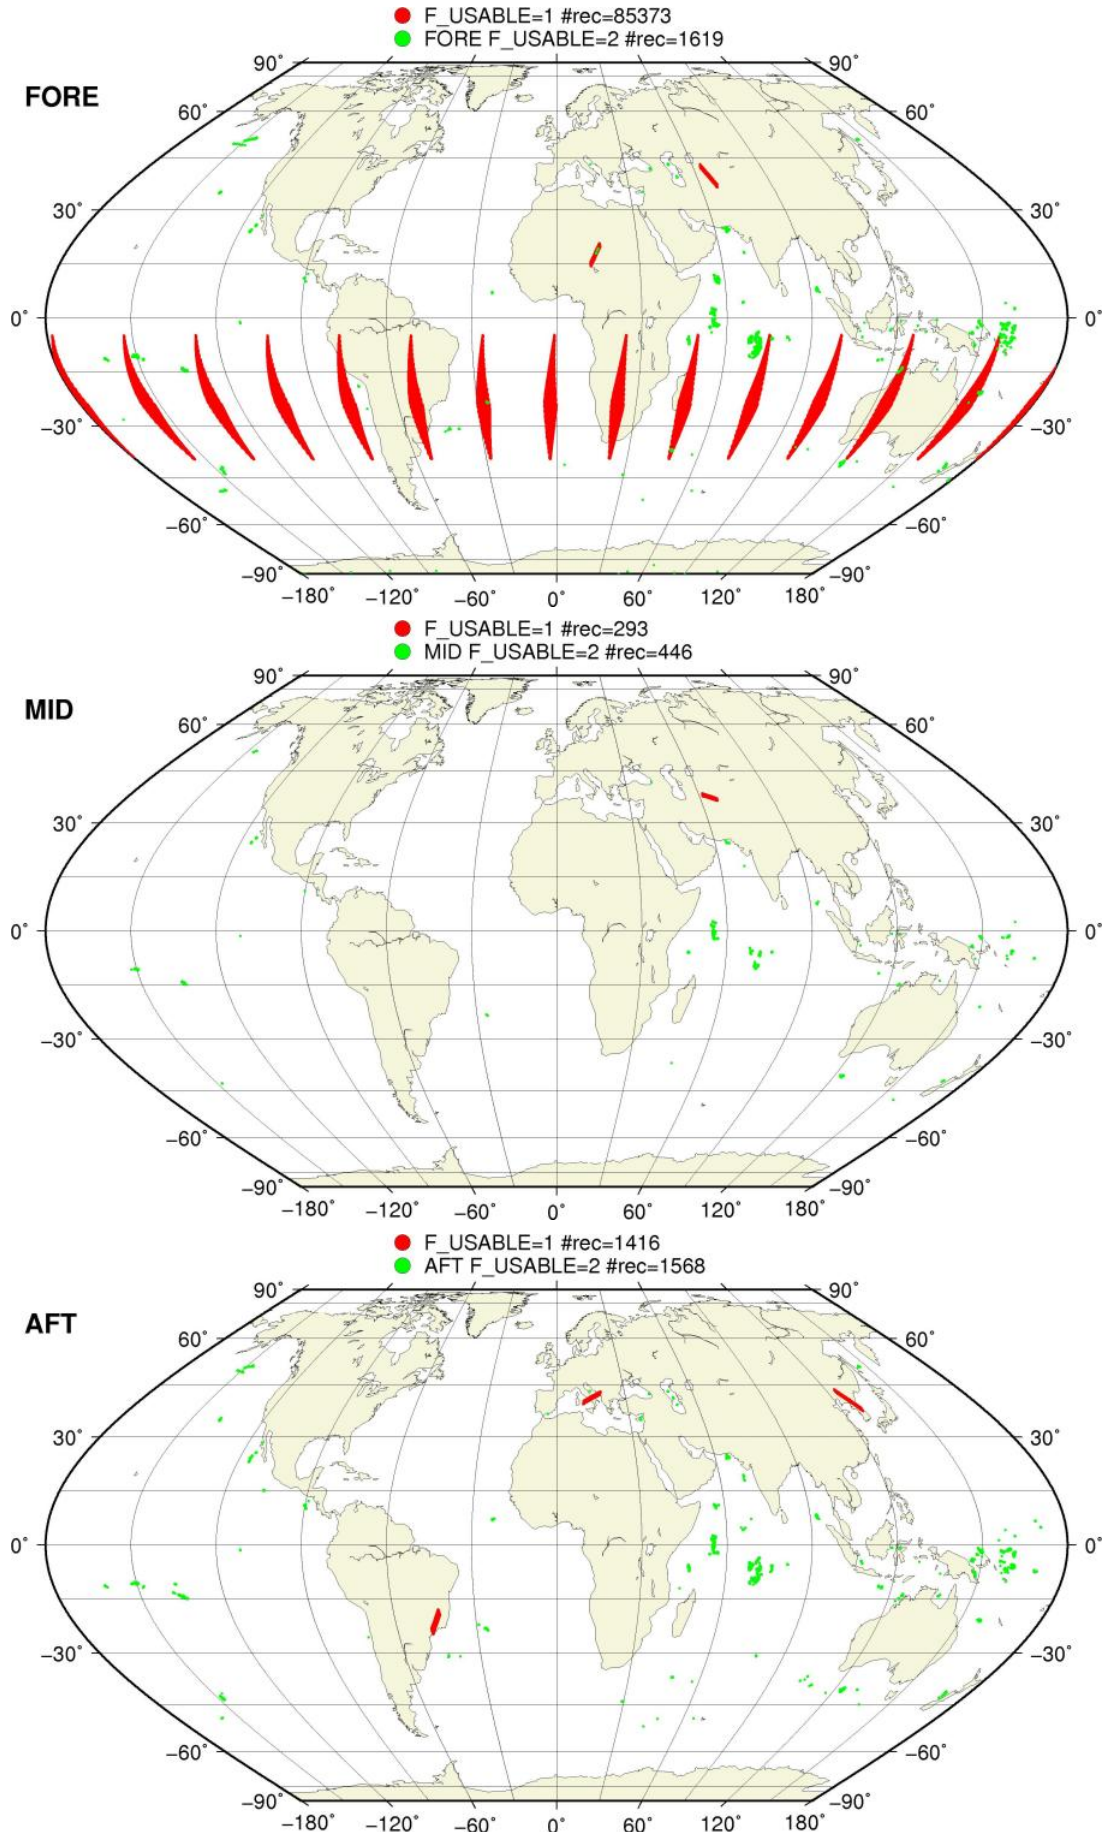 F_USABLE=1 #rec=85373
FORE F_USABLE=2 #rec=1619
90° 90°
FORE
60° 60°
30° 30°
0° 0°
−30° −30°
−60° −60°
−90° −90°
−180° −120° −60° 0° 60° 120° 180°
F_USABLE=1 #rec=293
MID F_USABLE=2 #rec=446
90° 90°
MID
60° 60°
30° 30°
0° 0°
−30° −30°
−60° −60°
−90° −90°
−180° −120° −60° 0° 60° 120° 180°
F_USABLE=1 #rec=1416
AFT F_USABLE=2 #rec=1568
90° 90°
AFT
60° 60°
30° 30°
0° 0°
−30° −30°
−60° −60°
−90° −90°
−180° −120° −60° 0° 60° 120° 180°